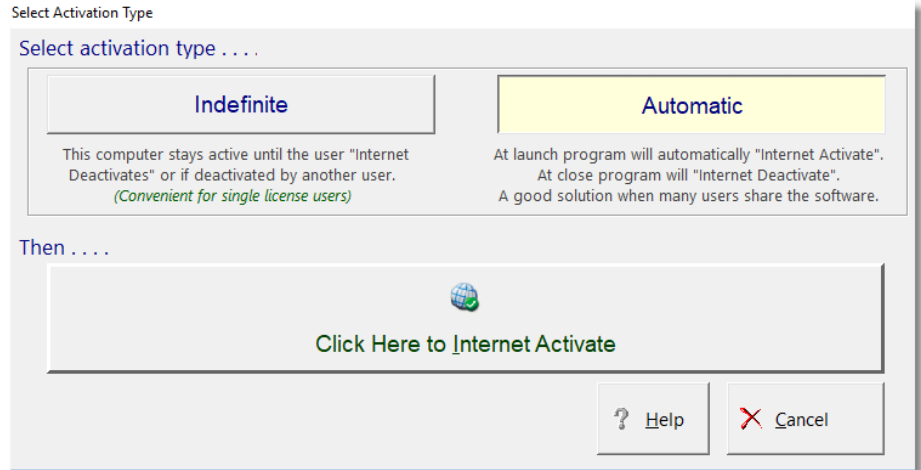 Select Activation Type
Select activation type . . . .
Indefinite
Automatic
This computer stays active until the user "Internet
Deactivates" or if deactivated by another user.
(Convenient for single license users)
At launch program will automatically "Internet Activate".
At close program will "Internet Deactivate".
A good solution when many users share the software.
Then . . . .
Click Here to Internet Activate
Help
Cancel